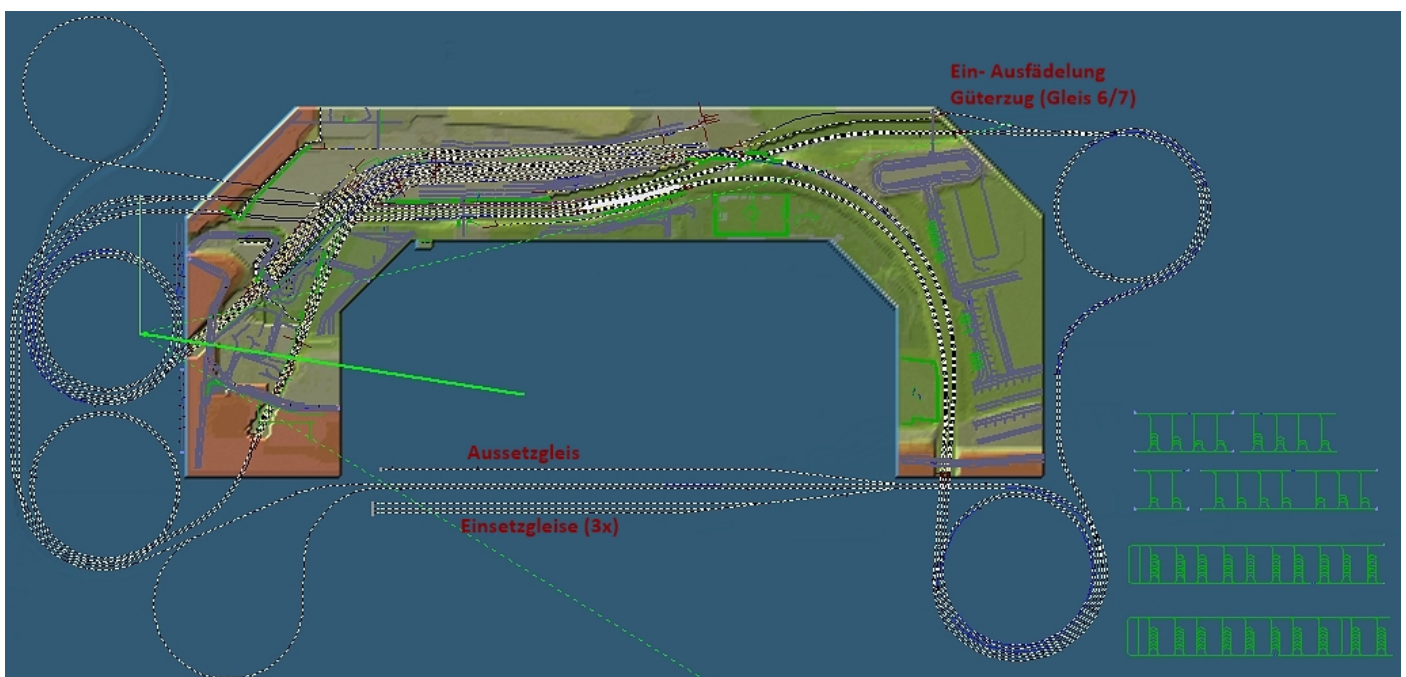 Ein- Ausfädelung
Güterzug (Gleis 6/7)
Aussetzgleis
Einsetzgleise (3x)